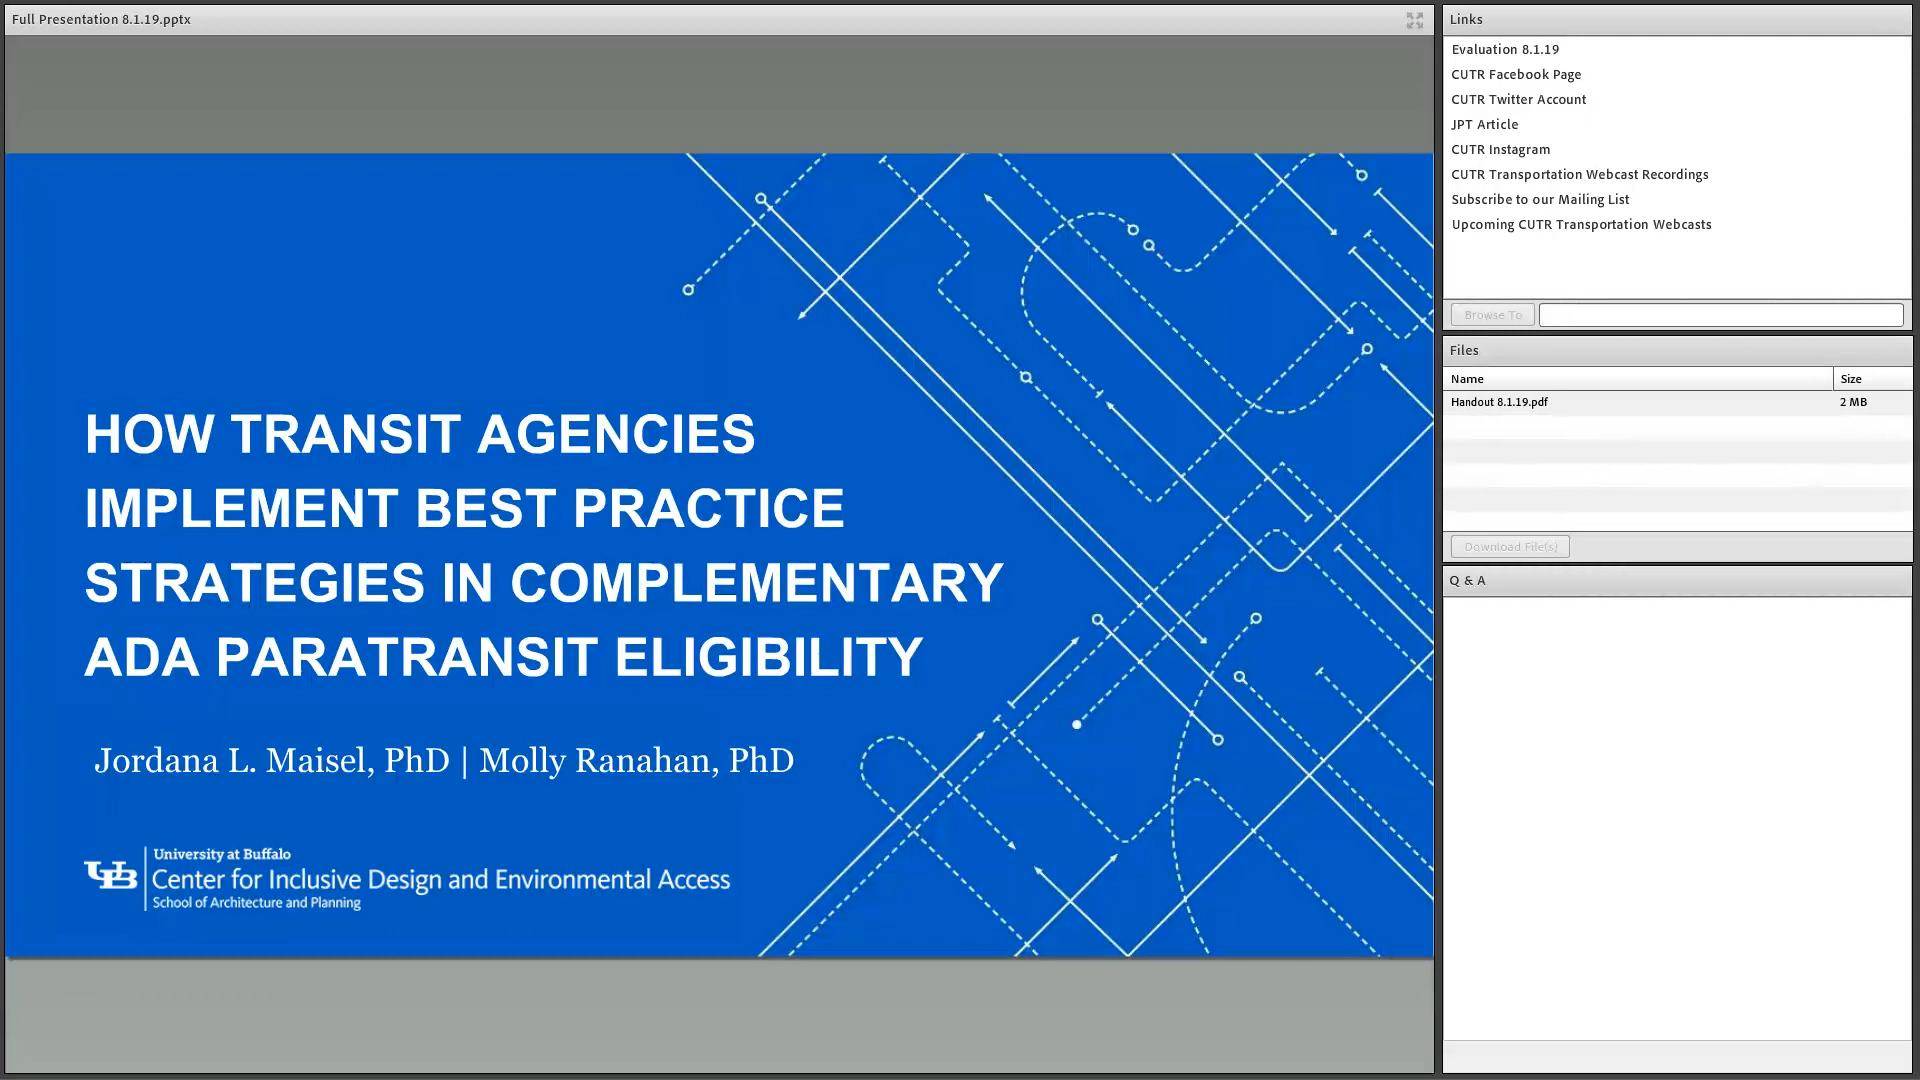 Full Presentation 8.1.19.pptx
HOW TRANSIT AGENCIES
IMPLEMENT BEST PRACTICE
STRATEGIES IN COMPLEMENTARY
ADA PARATRANSIT ELIGIBILITY
Jordana L. Maisel, PhD | Molly Ranahan, PhD
UB
University at Buffalo
Center for Inclusive Design and Environmental Access
School of Architecture and Planning
Links
Evaluation 8.1.19
CUTR Facebook Page
CUTR Twitter Account
JPT Article
CUTR Instagram
CUTR Transportation Webcast Recordings
Subscribe to our Mailing List
Upcoming CUTR Transportation Webcasts
Browse To
Files
Name Size
Handout 8.1.19.pdf 2 MB
Download File(s)
Q & A